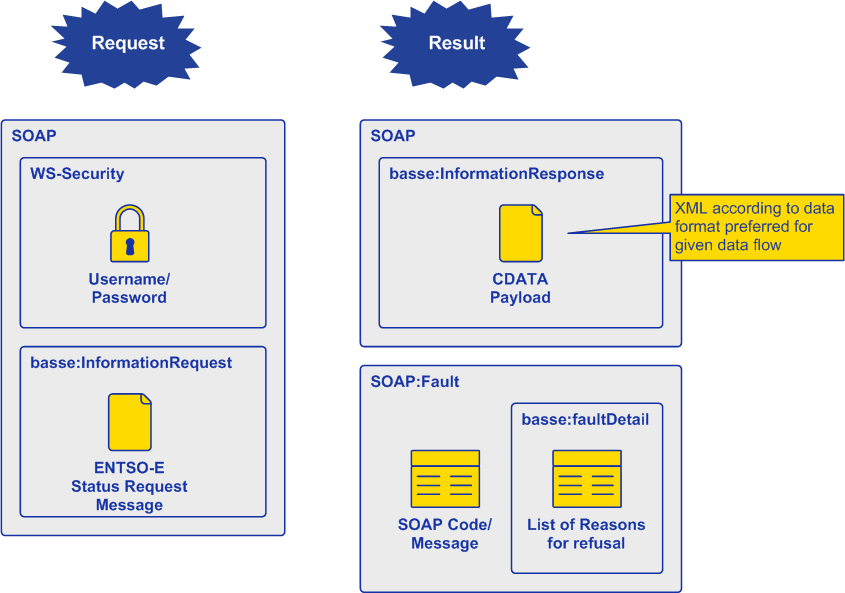 Request
Result
SOAP
WS-Security
Username/
Password
basse:InformationRequest
ENTSO-E
Status Request
Message
SOAP
basse:InformationResponse
CDATA
Payload
XML according to data
format preferred for
given data flow
SOAP:Fault
SOAP Code/
Message
basse:faultDetail
List of Reasons
for refusal